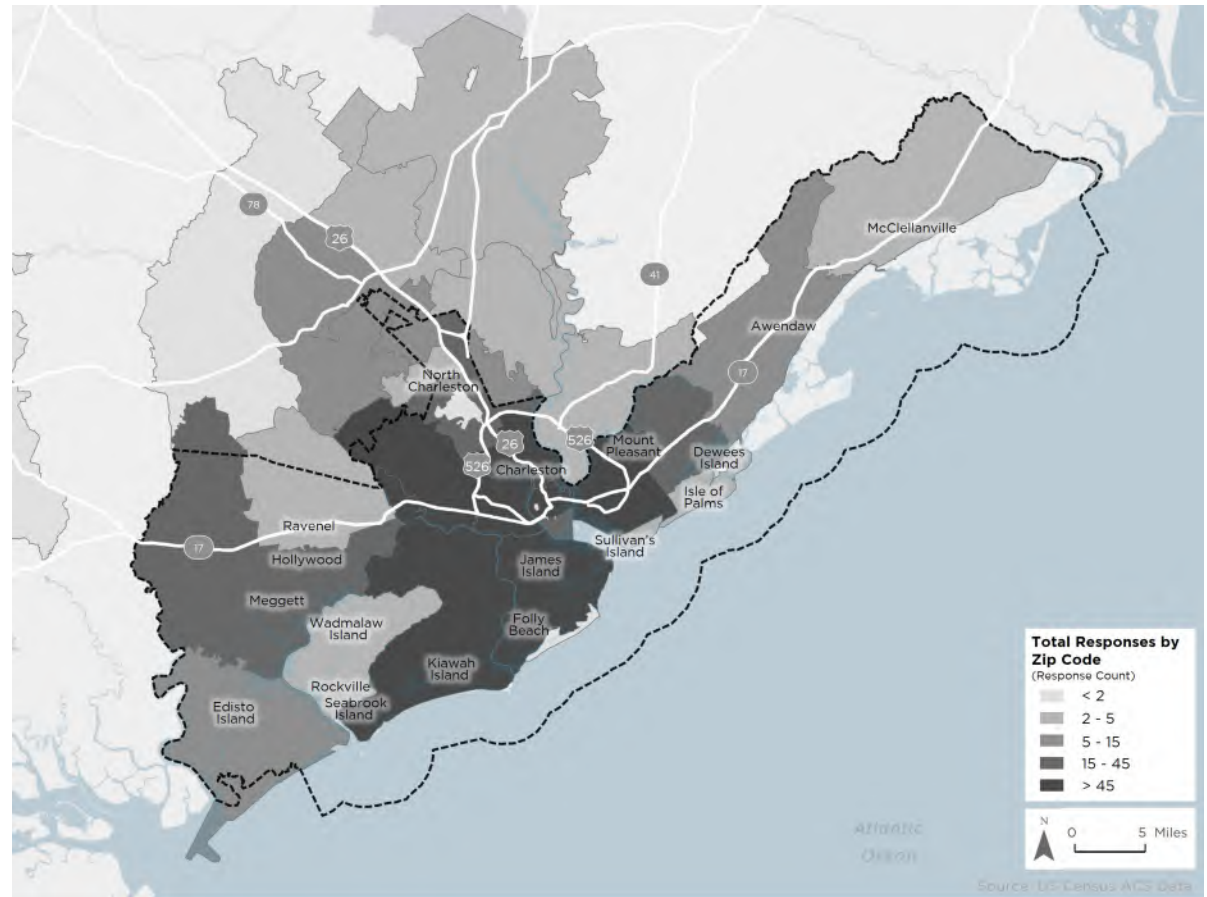 78
26
41
McClellanville
Awendaw
17
North
Charleston
526
Mount
Pleasant
26
526
Charleston
Dewees
Island
Isle of
Palms
Ravenel
17
Hollywood
Sullivan's
Island
James
Island
Meggett
Wadmalaw
Island
Folly
Beach
Kiawah
Island
Rockville
Seabrook
Island
Edisto
Island
Total Responses by
Zip Code
(Response Count)
< 2
2 - 5
5 - 15
15 - 45
> 45
N
0 5 Miles
Atlantic
Ocean
Source: US Census ACS Data